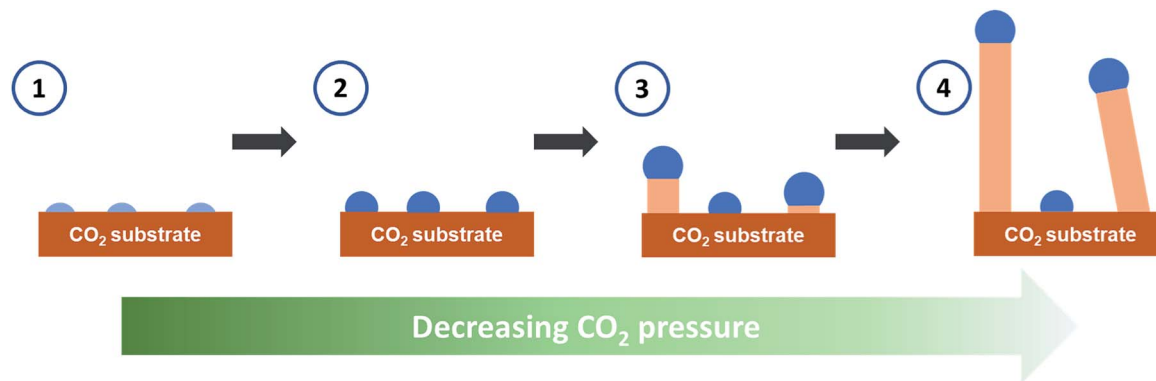 1
2
3
4
CO₂ substrate
CO₂ substrate
CO₂ substrate
CO₂ substrate
Decreasing CO₂ pressure